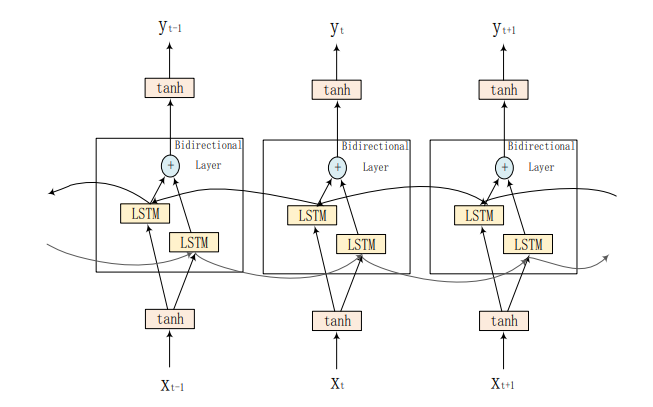 yt-1 yt yt+1
tanh tanh tanh
Bidirectional Bidirectional Bidirectional
+ Layer + Layer + Layer
LSTM LSTM LSTM
LSTM LSTM LSTM
tanh tanh tanh
xt-1 xt xt+1